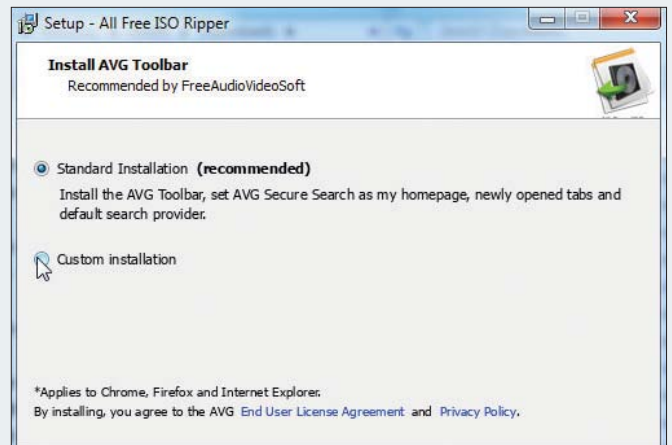 Setup - All Free ISO Ripper
Install AVG Toolbar
Recommended by FreeAudioVideoSoft
Standard Installation (recommended)
Install the AVG Toolbar, set AVG Secure Search as my homepage, newly opened tabs and
default search provider.
Custom installation
*Applies to Chrome, Firefox and Internet Explorer.
By installing, you agree to the AVG End User License Agreement and Privacy Policy.